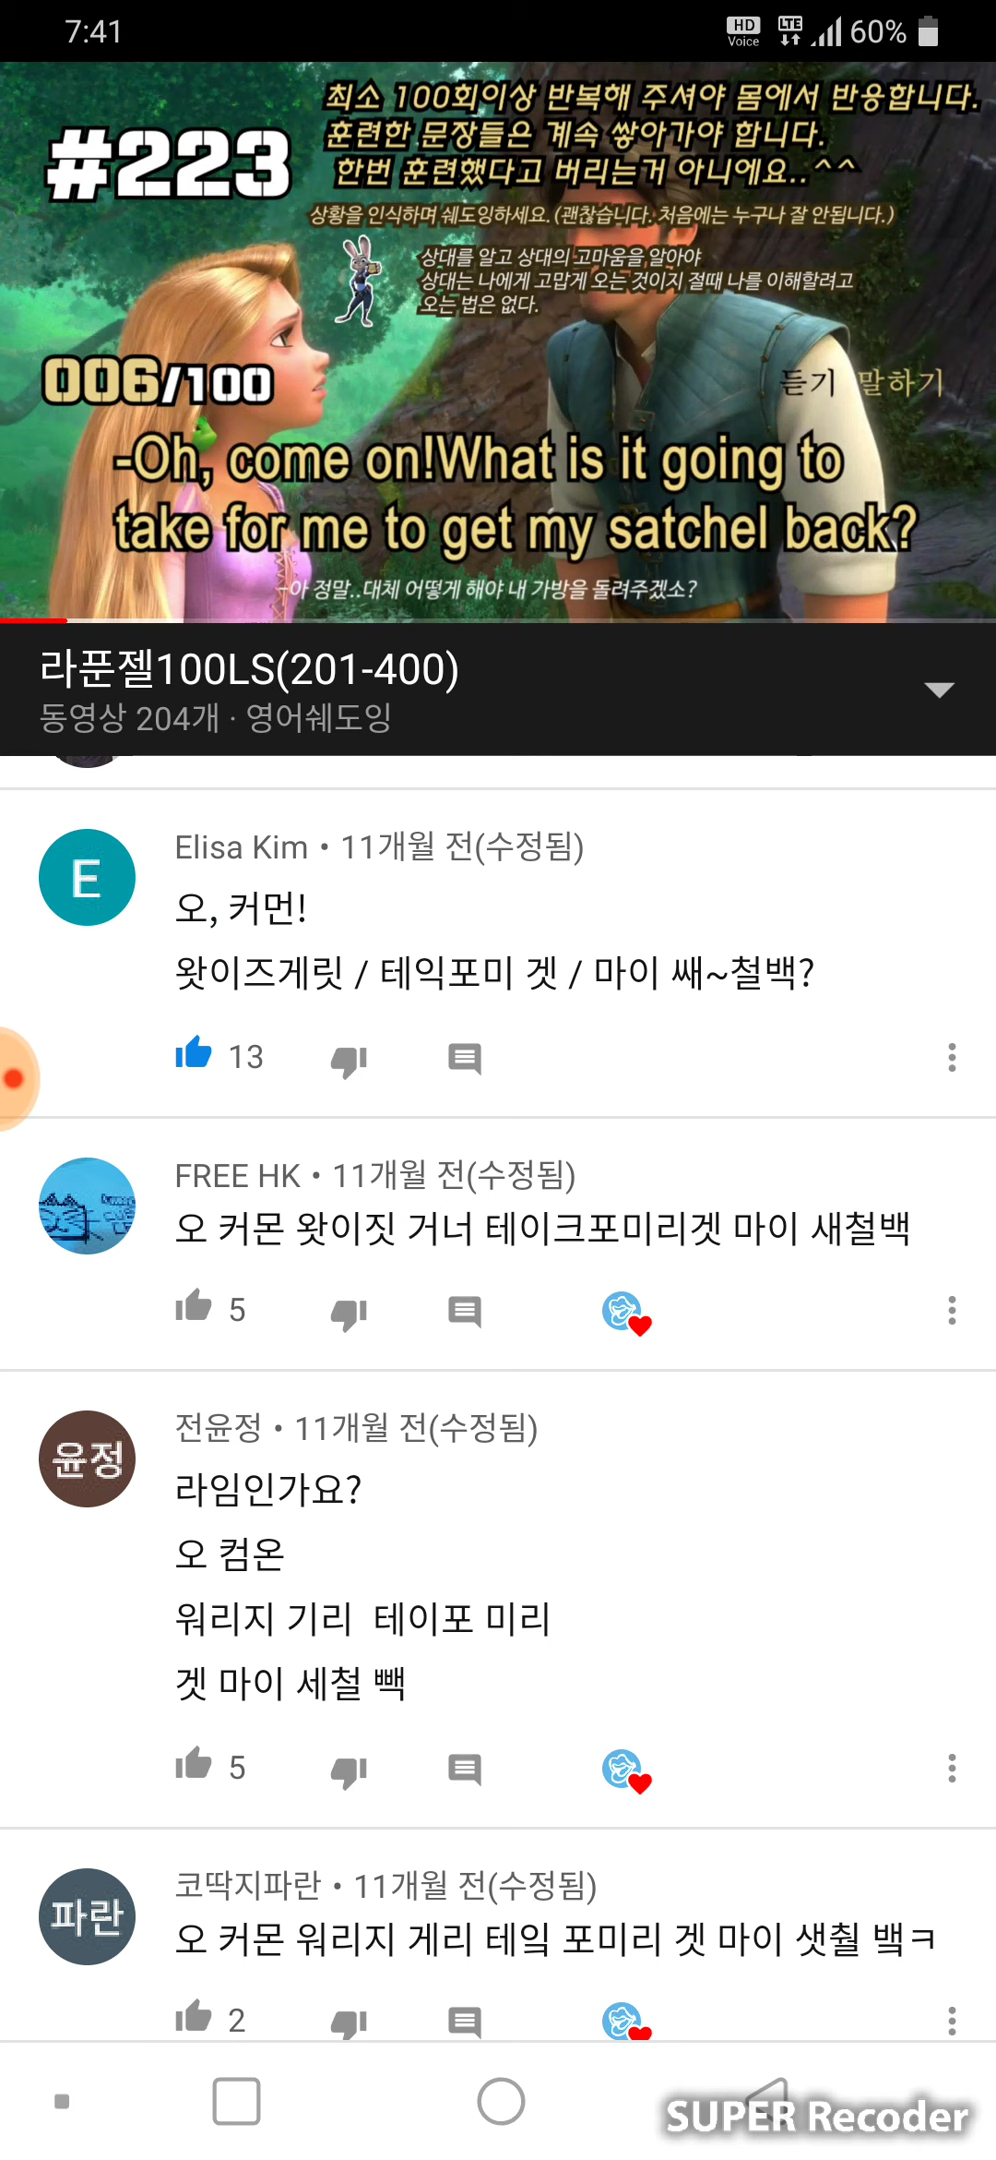 7:41
HD Voice LTE 60%
최소 100회이상 반복해 주셔야 몸에서 반응합니다.
#223
훈련한 문장들은 계속 쌓아가야 합니다.
한번 훈련했다고 버리는거 아니에요..^^
상황을 인식하며 쉐도잉하세요.(괜찮습니다. 처음에는 누구나 잘 안됩니다.)
상대를 알고 상대의 고마움을 알아야
상대는 나에게 고맙게 오는 것이지 절때 나를 이해할려고
오는 법은 없다.
006/100
듣기 말하기
-Oh, come on!What is it going to
take for me to get my satchel back?
-아 정말..대체 어떻게 해야 내 가방을 돌려주겠소?
라푼젤100LS(201-400)
동영상 204개 · 영어쉐도잉
E
Elisa Kim • 11개월 전(수정됨)
오, 커먼!
왓이즈게릿 / 테익포미 겟 / 마이 쌔~철백?
13
FREE HK • 11개월 전(수정됨)
오 커몬 왓이짓 거너 테이크포미리겟 마이 새철백
5
윤정
전윤정 • 11개월 전(수정됨)
라임인가요?
오 컴온
워리지 기리 테이포 미리
겟 마이 세철 빽
5
파란
코딱지파란 • 11개월 전(수정됨)
오 커몬 워리지 게리 테잌 포미리 겟 마이 샛췰 뱈ㅋ
2
SUPER Recoder